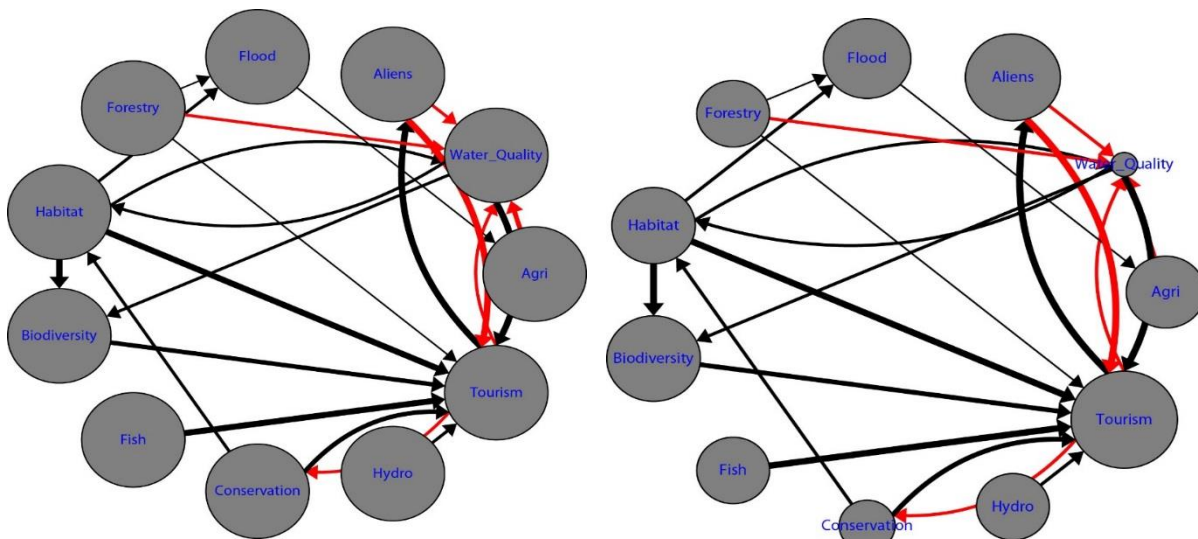 Flood
Aliens
Forestry
Water_Quality
Habitat
Agri
Biodiversity
Tourism
Fish
Hydro
Conservation
Flood
Aliens
Forestry
Water_Quality
Habitat
Agri
Biodiversity
Tourism
Fish
Hydro
Conservation